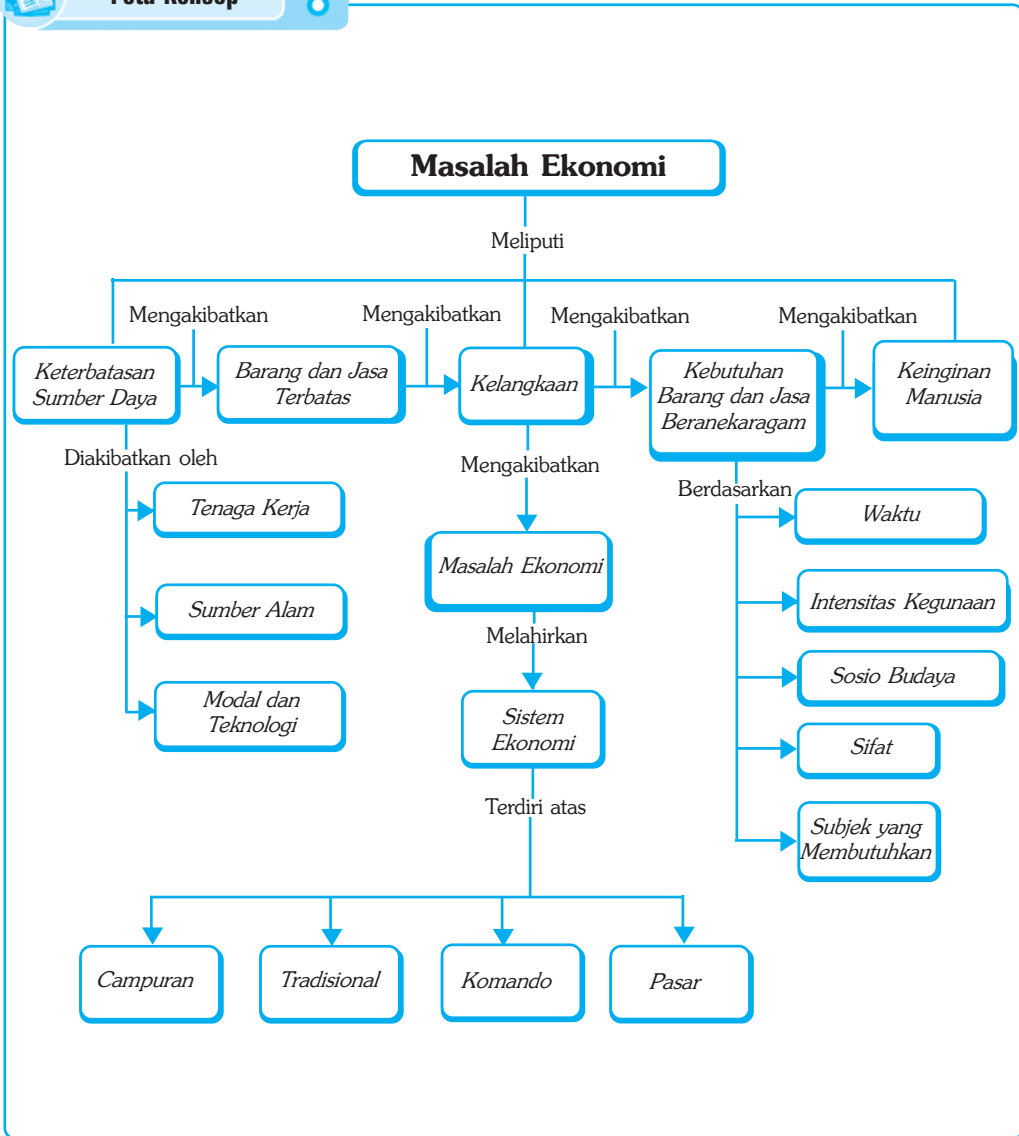 Peta Konsep
Masalah Ekonomi
Meliputi
Mengakibatkan
Mengakibatkan
Mengakibatkan
Mengakibatkan
Keterbatasan
Sumber Daya
Barang dan Jasa
Terbatas
Kelangkaan
Kebutuhan
Barang dan Jasa
Beranekaragam
Keinginan
Manusia
Diakibatkan oleh
Tenaga Kerja
Sumber Alam
Modal dan
Teknologi
Mengakibatkan
Masalah Ekonomi
Melahirkan
Sistem
Ekonomi
Terdiri atas
Berdasarkan
Waktu
Intensitas Kegunaan
Sosio Budaya
Sifat
Subjek yang
Membutuhkan
Campuran
Tradisional
Komando
Pasar